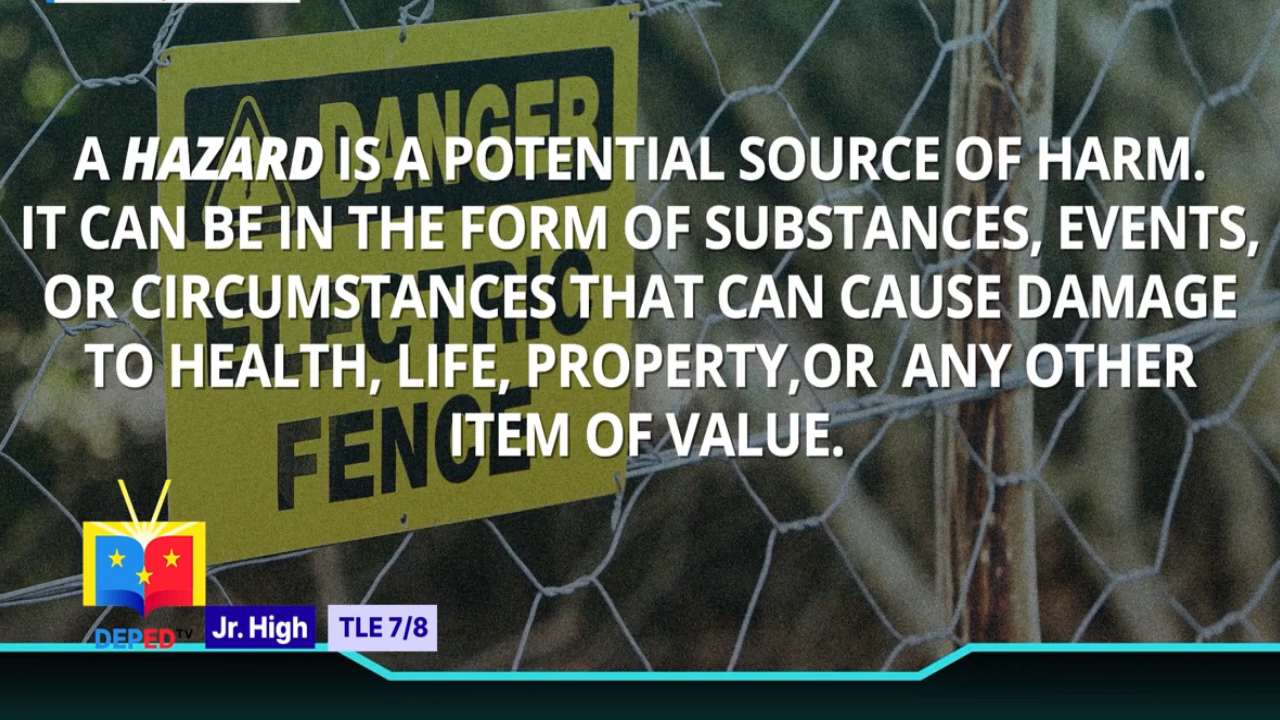 DANGER
ELECTRIC
FENCE
A HAZARD IS A POTENTIAL SOURCE OF HARM.
IT CAN BE IN THE FORM OF SUBSTANCES, EVENTS,
OR CIRCUMSTANCES THAT CAN CAUSE DAMAGE
TO HEALTH, LIFE, PROPERTY,OR ANY OTHER
ITEM OF VALUE.
DEPED TV
Jr. High
TLE 7/8